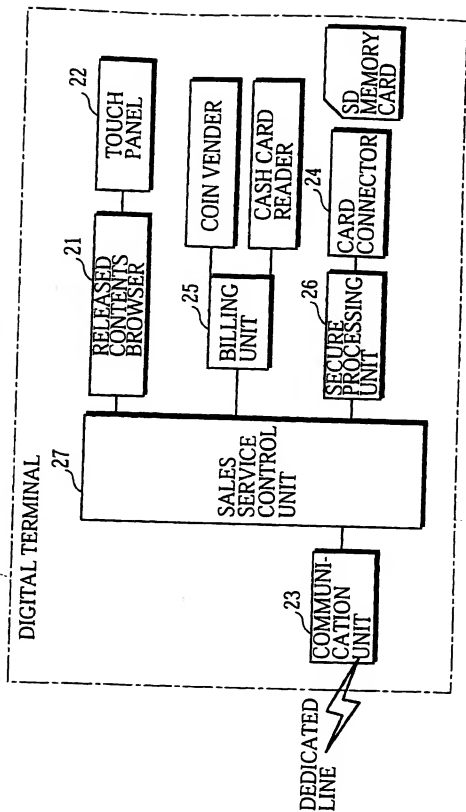 DIGITAL TERMINAL
27
SALES
SERVICE
CONTROL
UNIT
21
RELEASED
CONTENTS
BROWSER
22
TOUCH
PANEL
25
BILLING
UNIT
COIN VENDER
CASH CARD
READER
26
SECURE
PROCESSING
UNIT
24
CARD
CONNECTOR
SD
MEMORY
CARD
23
COMMUNI-
CATION
UNIT
DEDICATED
LINE